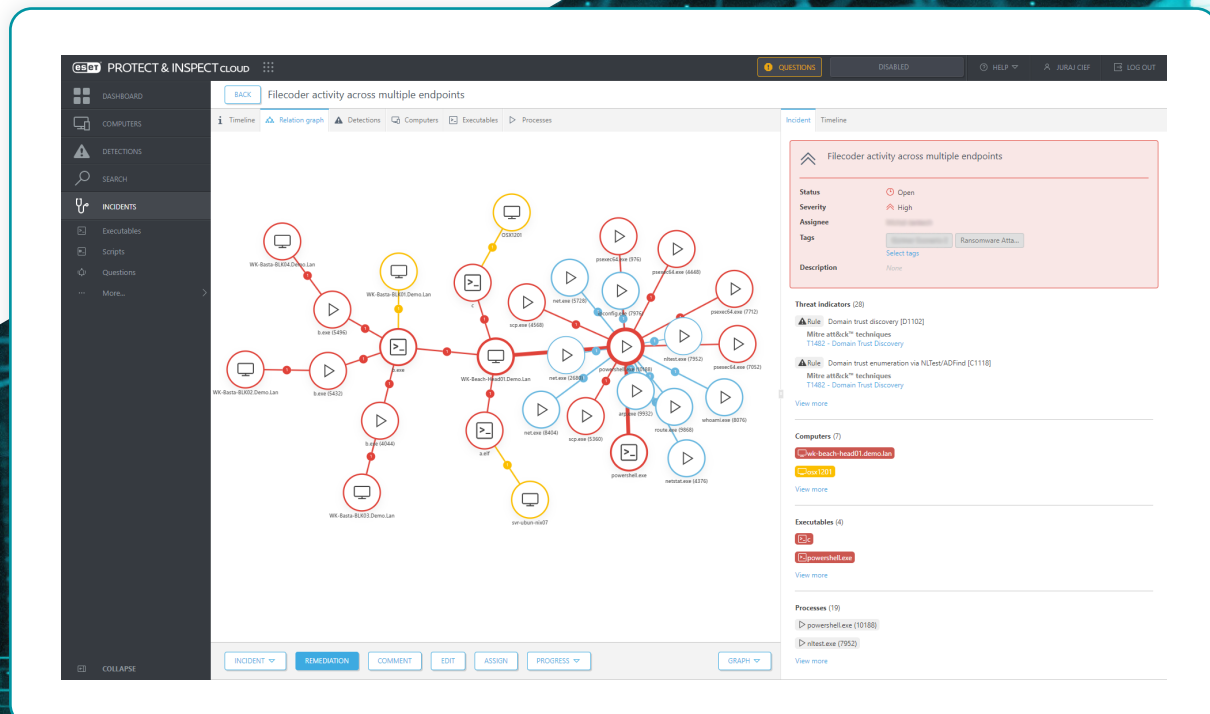 eset PROTECT & INSPECT CLOUD
QUESTIONS
DISABLED
HELP
JURAJ CIEF
LOG OUT
DASHBOARD
COMPUTERS
DETECTIONS
SEARCH
INCIDENTS
Executables
Scripts
Questions
More...
COLLAPSE
BACK
Filecoder activity across multiple endpoints
Timeline
Relation graph
Detections
Computers
Executables
Processes
OSX1201
WK-Basta-BLK04.Demo.Lan
WK-Basta-BLK01.Demo.Lan
c
psexec64.exe (976)
psexec64.exe (4448)
net.exe (5728)
ipconfig.exe (7976)
psexec64.exe (7712)
b.exe (5496)
scp.exe (4568)
nltest.exe (7952)
b.exe
WK-Beach-Head01.Demo.Lan
net.exe (2688)
powershell.exe (10188)
psexec64.exe (7052)
WK-Basta-BLK02.Demo.Lan
b.exe (5432)
arp.exe (9932)
whoami.exe (8076)
net.exe (8404)
scp.exe (5360)
route.exe (9868)
b.exe (4044)
a.elf
powershell.exe
netstat.exe (4376)
WK-Basta-BLK03.Demo.Lan
svr-ubun-nix07
INCIDENT
REMEDIATION
COMMENT
EDIT
ASSIGN
PROGRESS
GRAPH
Incident
Timeline
Filecoder activity across multiple endpoints
Status
Open
Severity
High
Assignee
Tags
Ransomware Atta...
Select tags
Description
None
Threat indicators (28)
Rule Domain trust discovery [D1102]
Mitre att&ck™ techniques
T1482 - Domain Trust Discovery
Rule Domain trust enumeration via NLTest/ADFind [C1118]
Mitre att&ck™ techniques
T1482 - Domain Trust Discovery
View more
Computers (7)
wk-beach-head01.demo.lan
osx1201
View more
Executables (4)
c
powershell.exe
View more
Processes (19)
powershell.exe (10188)
nltest.exe (7952)
View more